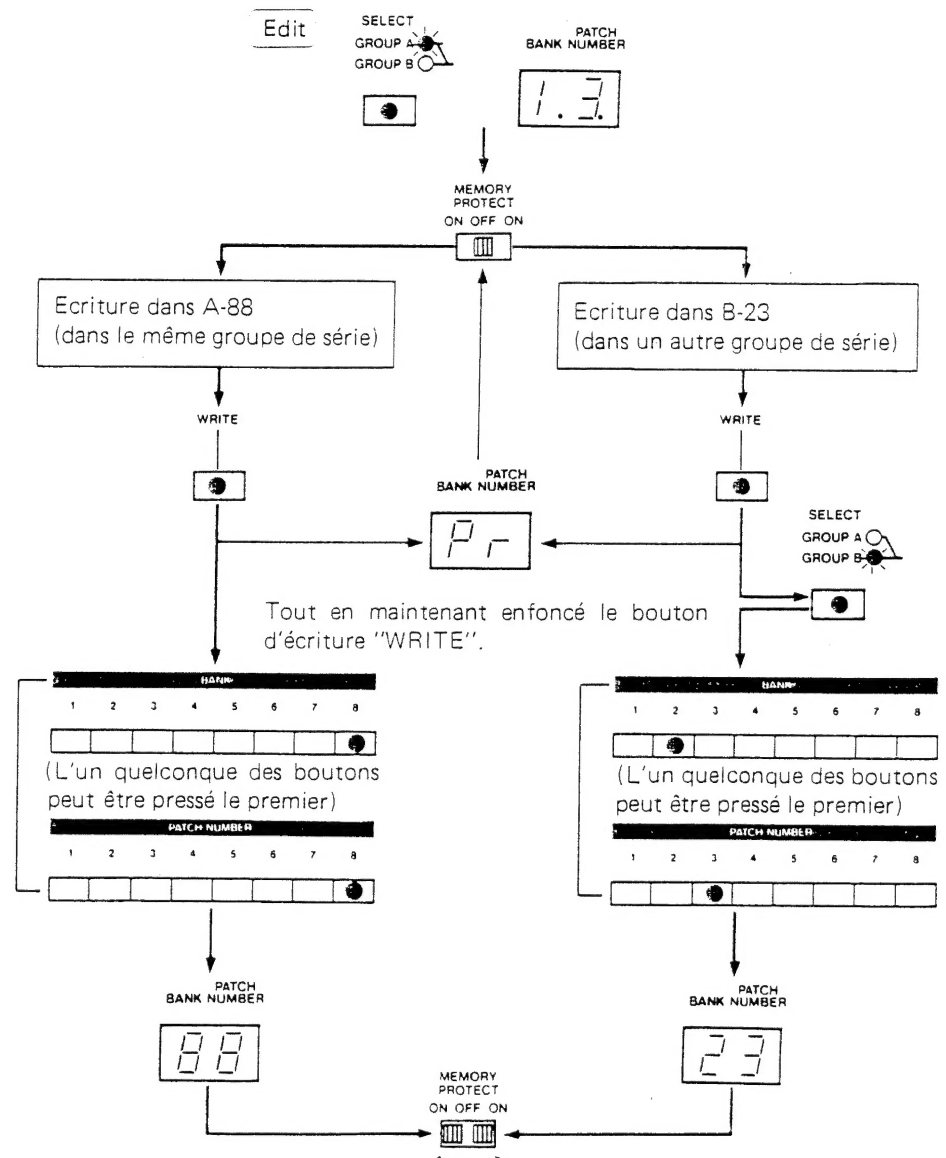 Edit
SELECT
GROUP A
GROUP B
PATCH
BANK NUMBER
1.3.
MEMORY
PROTECT
ON OFF ON
Ecriture dans A-88
(dans le même groupe de série)
Ecriture dans B-23
(dans un autre groupe de série)
WRITE
WRITE
PATCH
BANK NUMBER
Pr
SELECT
GROUP A
GROUP B
Tout en maintenant enfoncé le bouton
d'écriture "WRITE".
BANK
1 2 3 4 5 6 7 8
(L'un quelconque des boutons
peut être pressé le premier)
PATCH NUMBER
1 2 3 4 5 6 7 8
BANK
1 2 3 4 5 6 7 8
(L'un quelconque des boutons
peut être pressé le premier)
PATCH NUMBER
1 2 3 4 5 6 7 8
PATCH
BANK NUMBER
88
PATCH
BANK NUMBER
23
MEMORY
PROTECT
ON OFF ON